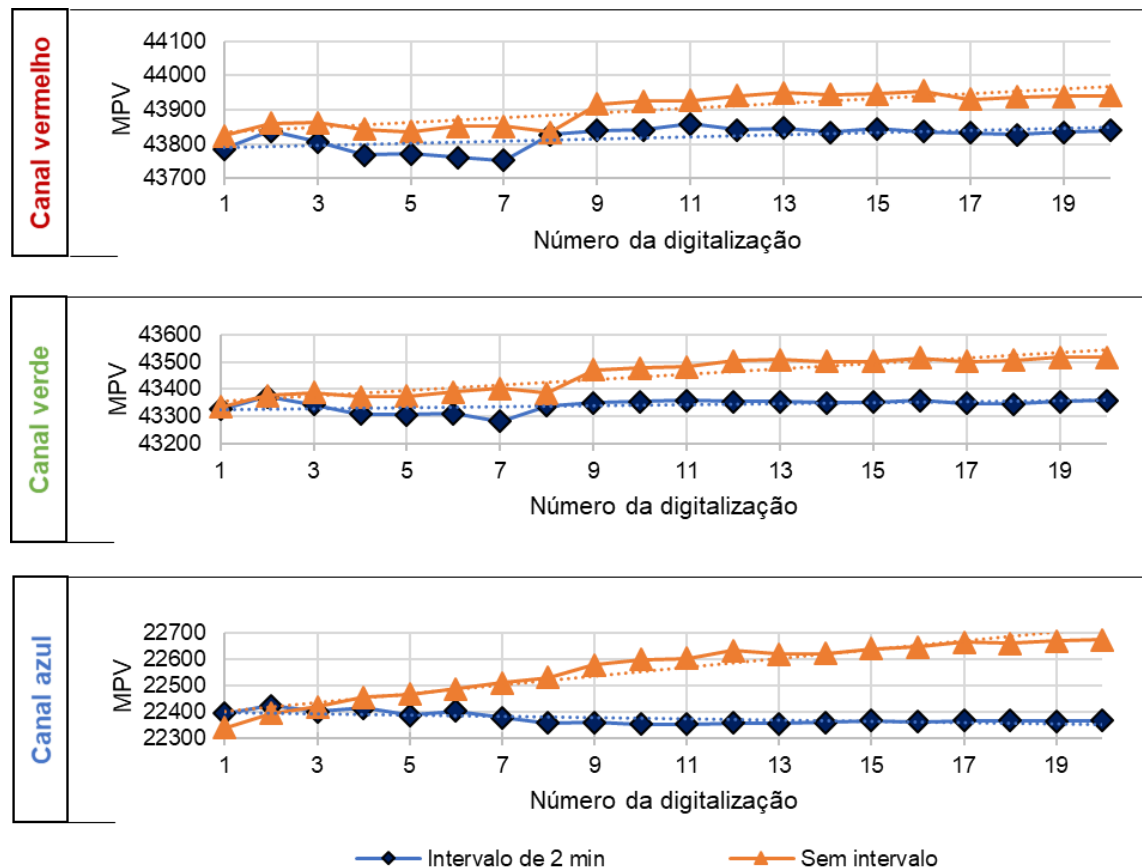 Canal vermelho
MPV
44100
44000
43900
43800
43700
1 3 5 7 9 11 13 15 17 19
Número da digitalização
Canal verde
MPV
43600
43500
43400
43300
43200
1 3 5 7 9 11 13 15 17 19
Número da digitalização
Canal azul
MPV
22700
22600
22500
22400
22300
1 3 5 7 9 11 13 15 17 19
Número da digitalização
Intervalo de 2 min Sem intervalo